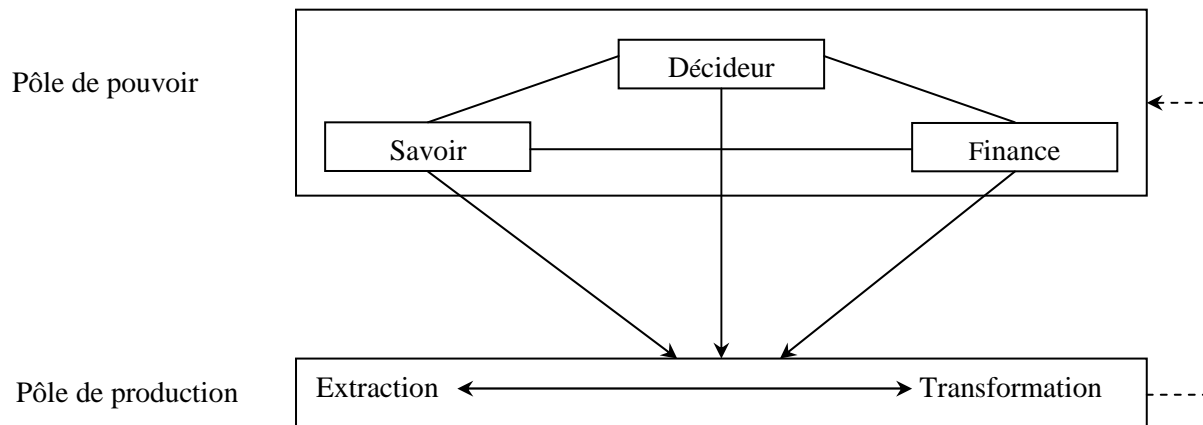 Décideur
Pôle de pouvoir
Savoir
Finance
Pôle de production
Extraction
Transformation